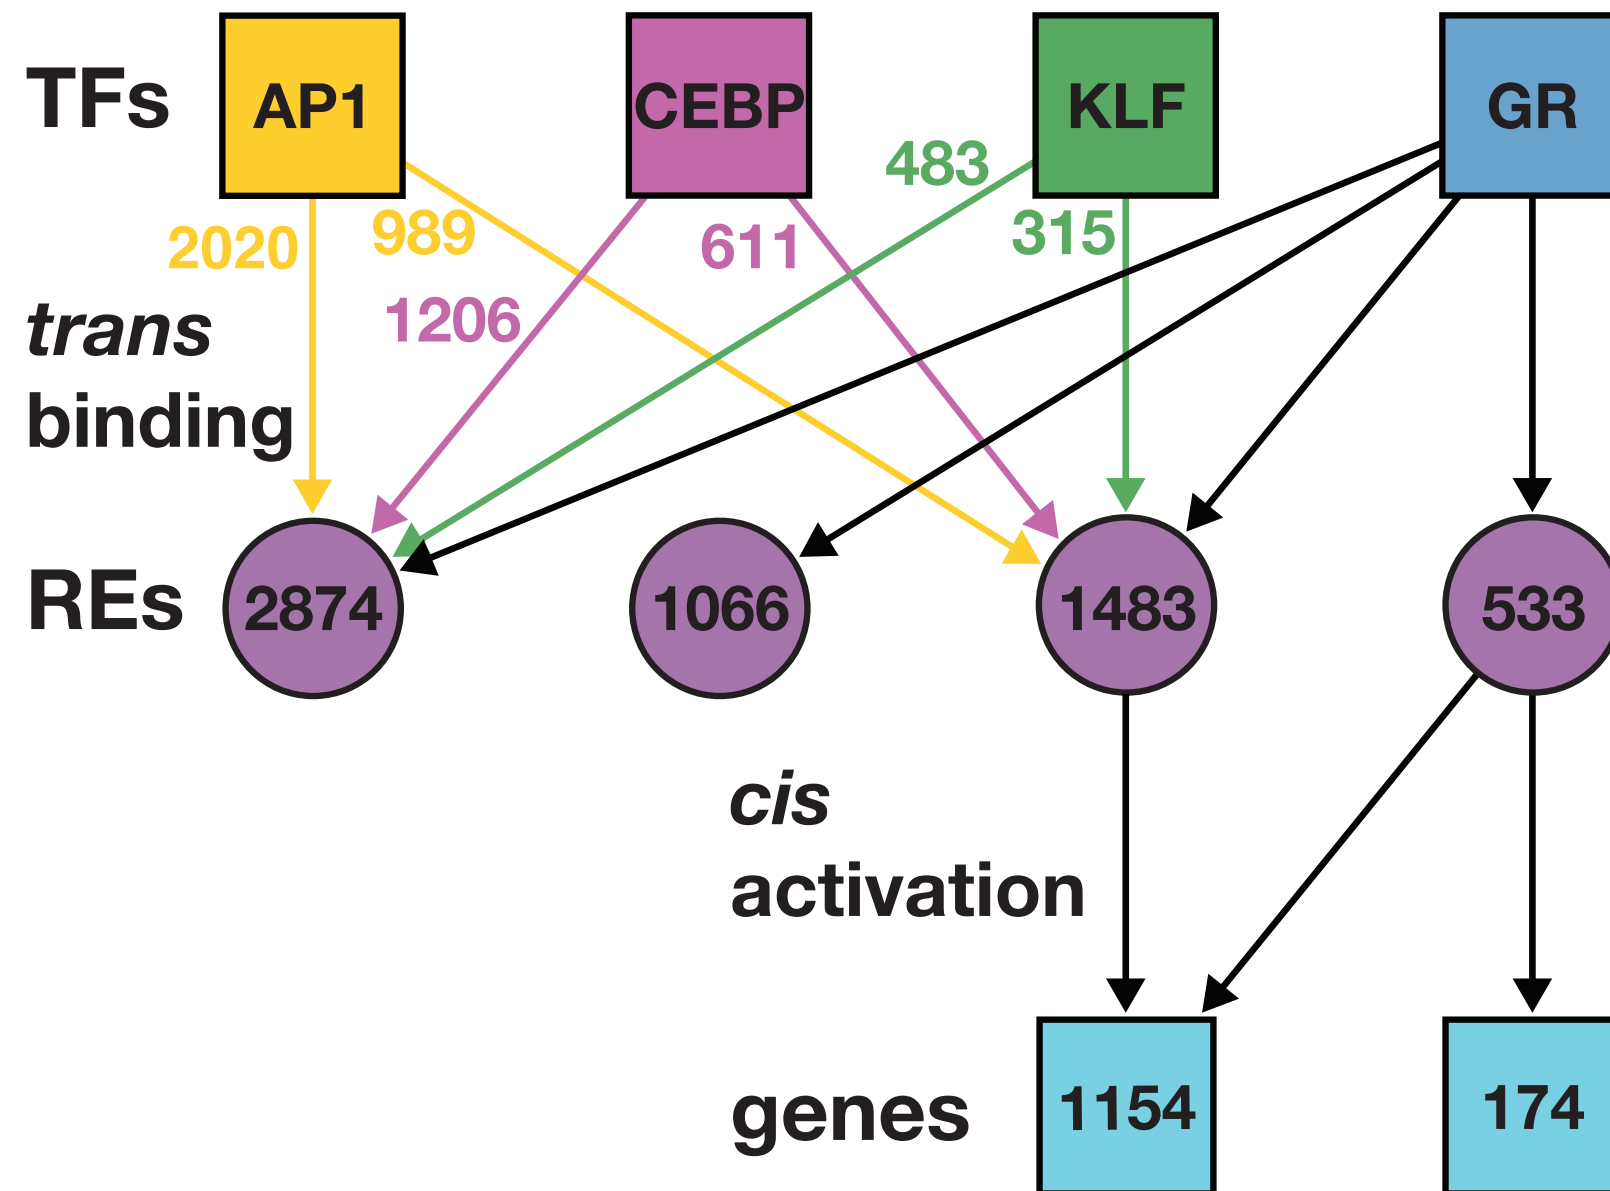 TFs
AP1
CEBP
KLF
GR
483
2020
989
611
315
1206
trans
binding
REs
2874
1066
1483
533
cis
activation
genes
1154
174